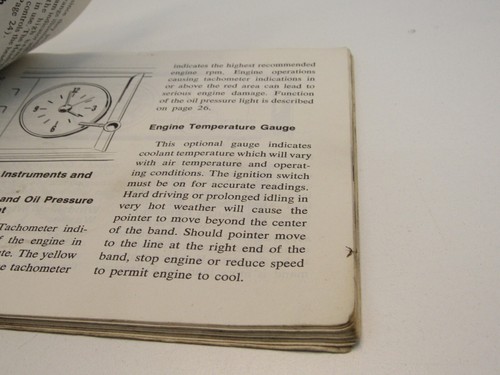 Page 24)
Instruments and
and Oil Pressure
Tachometer indi-
the engine in
The yellow
tachometer
indicates the highest recommended
engine rpm. Engine operations
causing tachometer indications in
or above the red area can lead to
serious engine damage. Function
of the oil pressure light is described
on page 26.
Engine Temperature Gauge
This optional gauge indicates
coolant temperature which will vary
with air temperature and operat-
ing conditions. The ignition switch
must be on for accurate readings.
Hard driving or prolonged idling in
very hot weather will cause the
pointer to move beyond the center
of the band. Should pointer move
to the line at the right end of the
band, stop engine or reduce speed
to permit engine to cool.